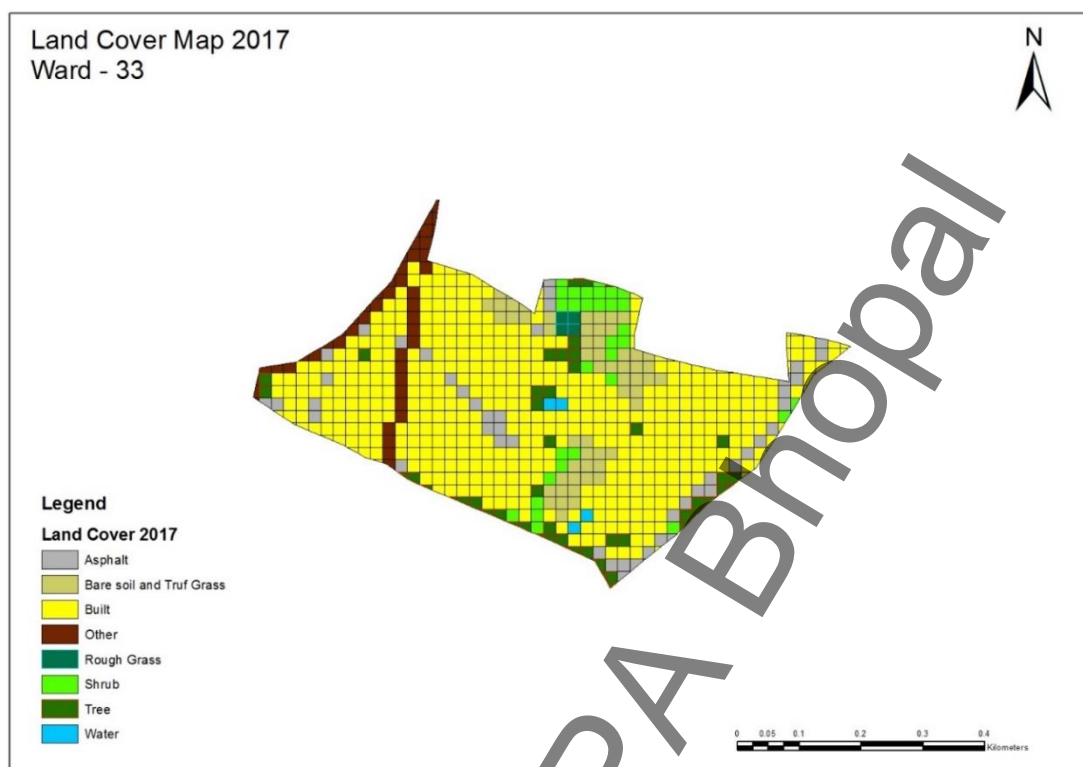 Land Cover Map 2017
Ward - 33
N
Legend
Land Cover 2017
Asphalt
Bare soil and Truf Grass
Built
Other
Rough Grass
Shrub
Tree
Water
0 0.05 0.1 0.2 0.3 0.4
Kilometers
PA Bhopal